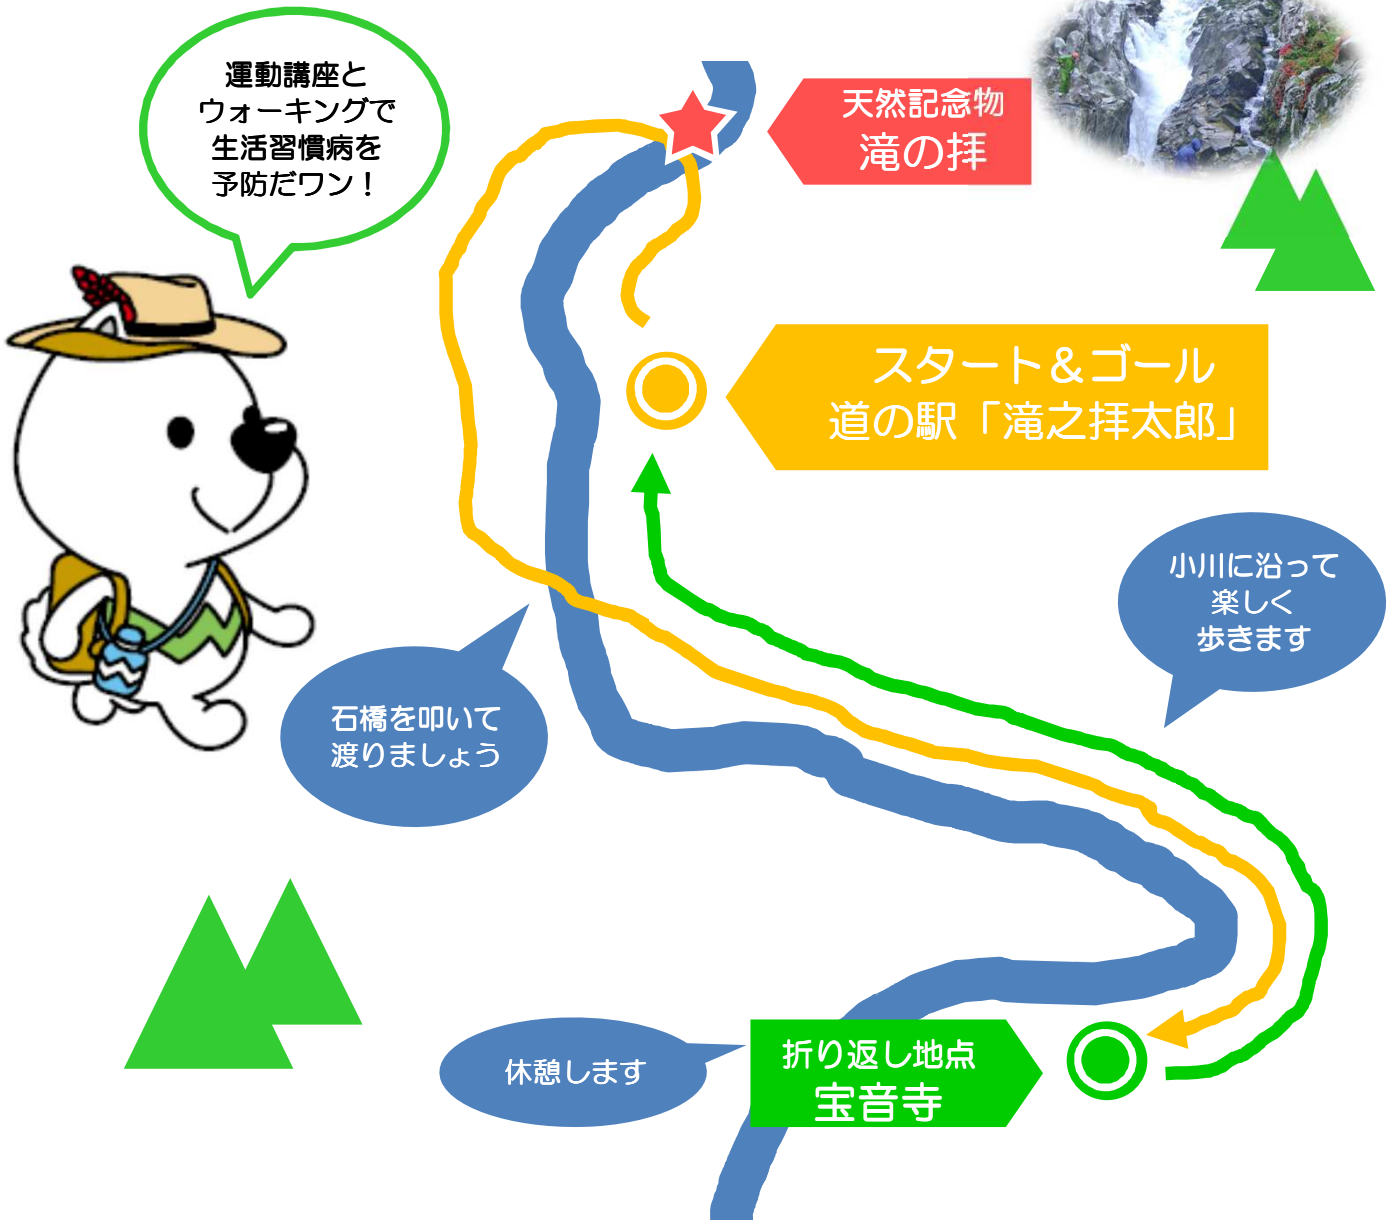 運動講座と
ウォーキングで
生活習慣病を
予防だワン！
天然記念物
滝の拝
スタート＆ゴール
道の駅「滝之拝太郎」
小川に沿って
楽しく
歩きます
石橋を叩いて
渡りましょう
休憩します
折り返し地点
宝音寺